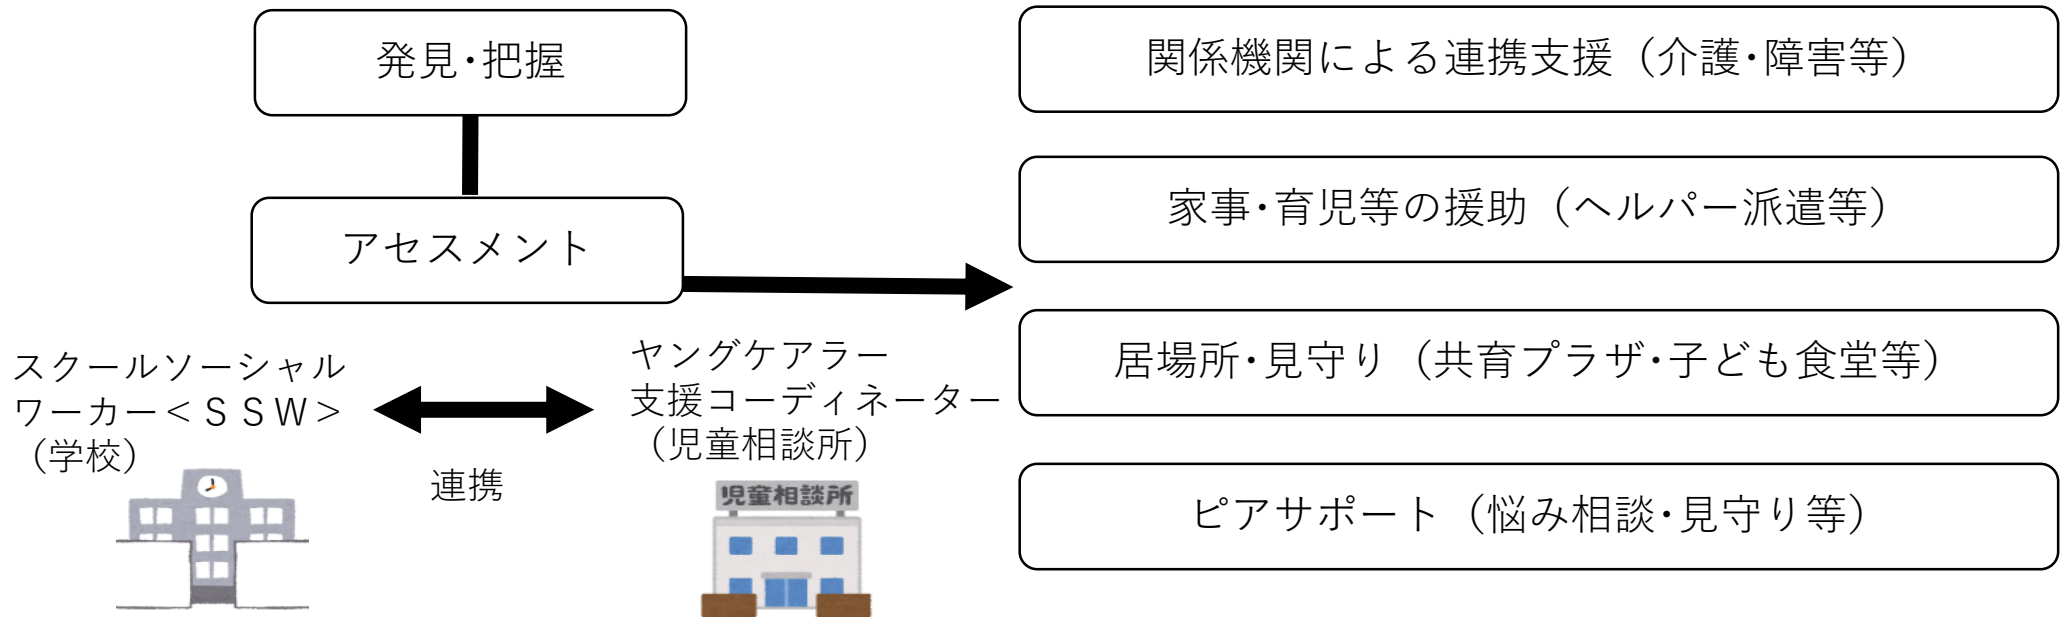 発見・把握
アセスメント
スクールソーシャル
ワーカー＜ＳＳＷ＞
（学校）
連携
ヤングケアラー
支援コーディネーター
（児童相談所）
児童相談所
関係機関による連携支援（介護・障害等）
家事・育児等の援助（ヘルパー派遣等）
居場所・見守り（共育プラザ・子ども食堂等）
ピアサポート（悩み相談・見守り等）